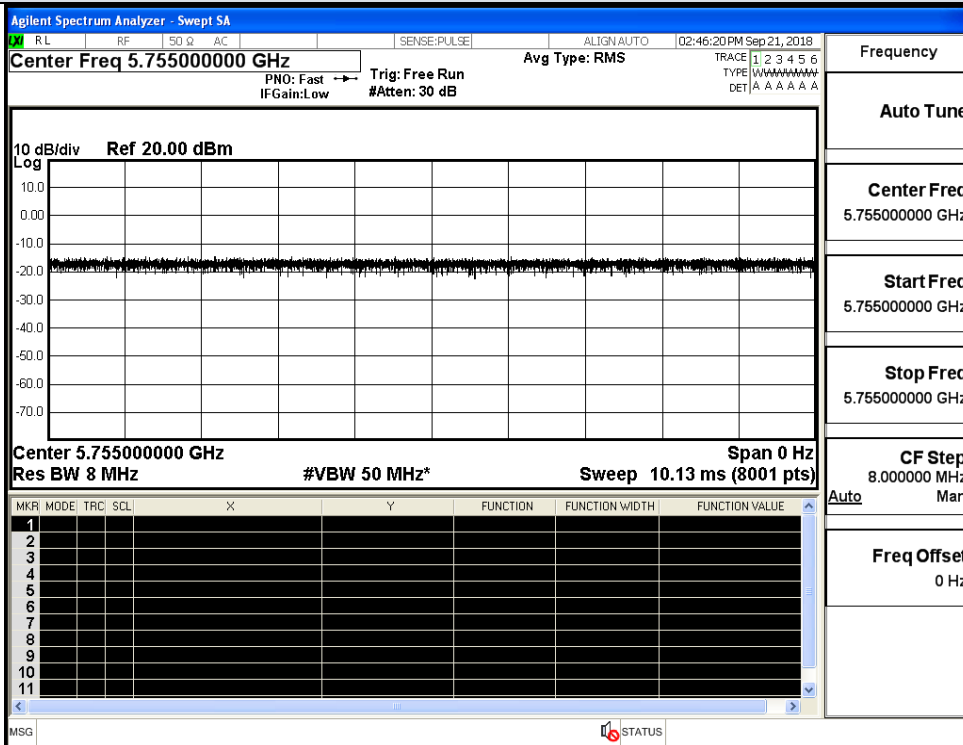 Agilent Spectrum Analyzer - Swept SA
LXI RL RF 50 Ω AC SENSE:PULSE ALIGN AUTO 02:46:20 PM Sep 21, 2018
Center Freq 5.755000000 GHz Avg Type: RMS TRACE 1 2 3 4 5 6
PNO: Fast Trig: Free Run TYPE
IFGain:Low #Atten: 30 dB DET A A A A A A
10 dB/div Ref 20.00 dBm
Log
10.0
0.00
-10.0
-20.0
-30.0
-40.0
-50.0
-60.0
-70.0
Center 5.755000000 GHz Span 0 Hz
Res BW 8 MHz #VBW 50 MHz* Sweep 10.13 ms (8001 pts)
MKR MODE TRC SCL X Y FUNCTION FUNCTION WIDTH FUNCTION VALUE
1
2
3
4
5
6
7
8
9
10
11
MSG STATUS
Frequency
Auto Tune
Center Freq
5.755000000 GHz
Start Freq
5.755000000 GHz
Stop Freq
5.755000000 GHz
CF Step
8.000000 MHz
Auto Man
Freq Offset
0 Hz